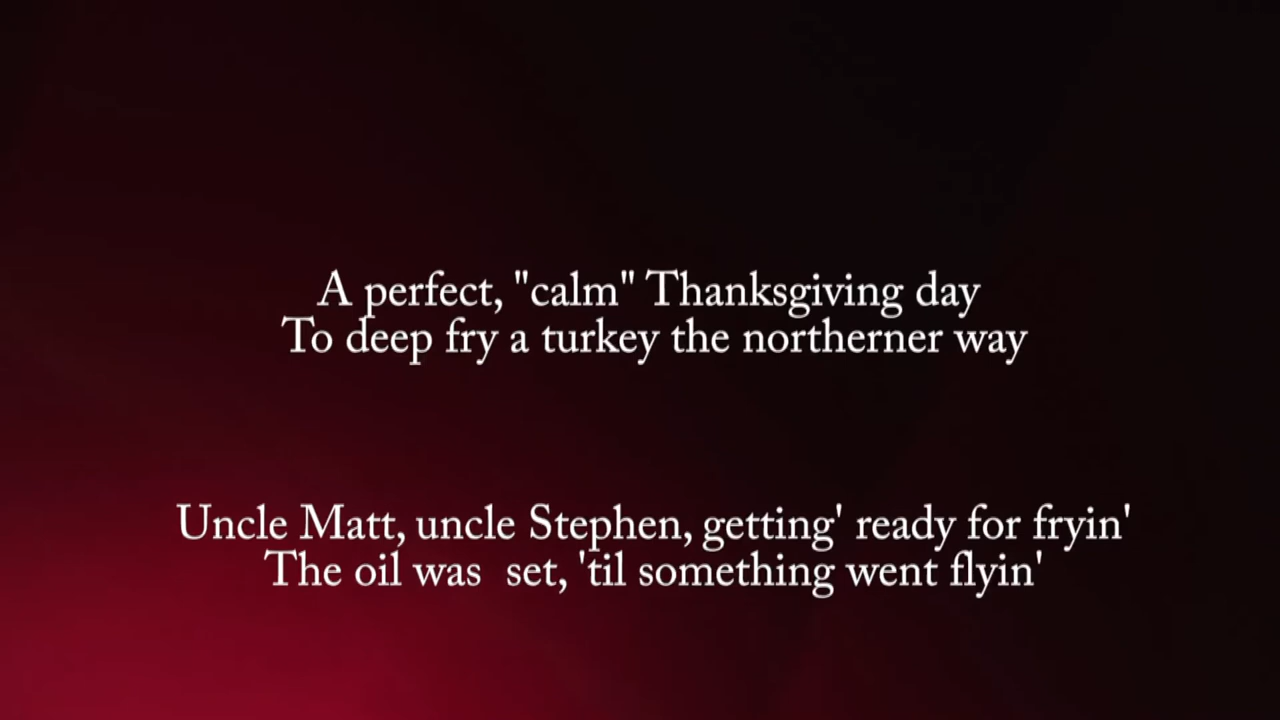 A perfect, "calm" Thanksgiving day
To deep fry a turkey the northerner way
Uncle Matt, uncle Stephen, getting' ready for fryin'
The oil was  set, 'til something went flyin'